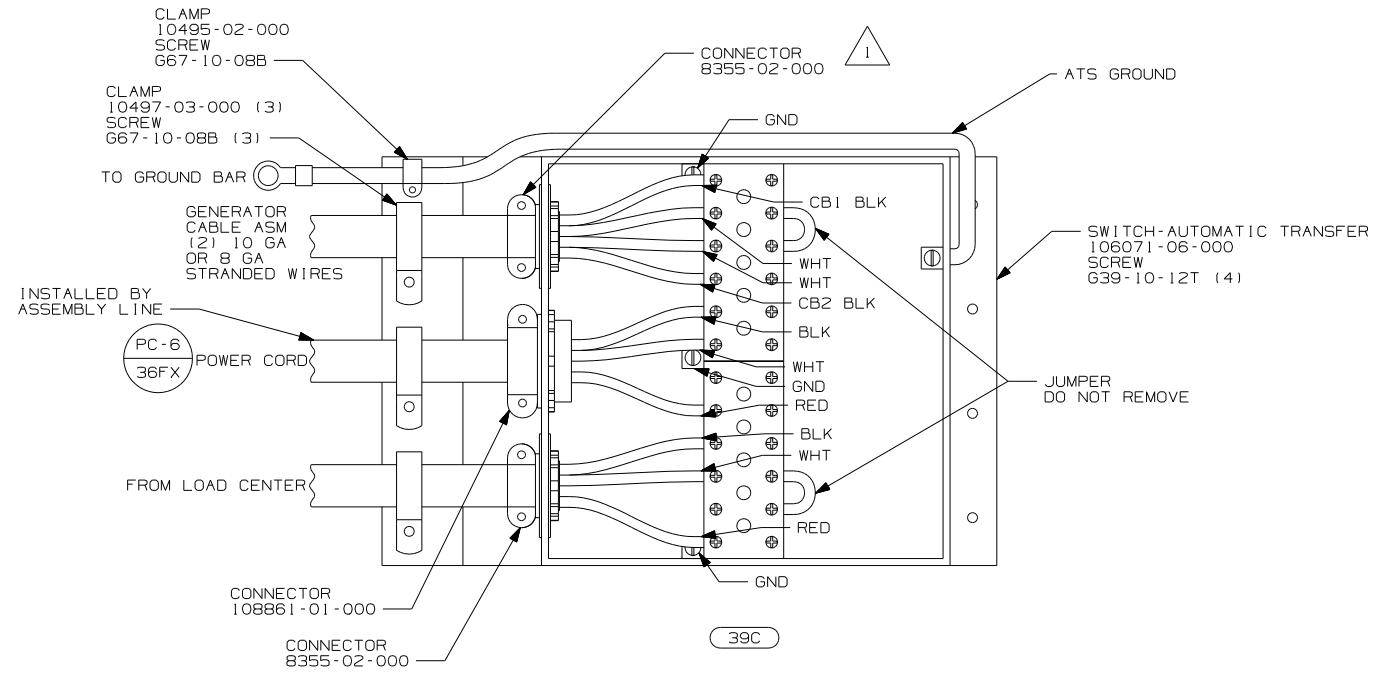 CLAMP
10495-02-000
SCREW
G67-10-08B
CLAMP
10497-03-000 (3)
SCREW
G67-10-08B (3)
CONNECTOR
8355-02-000
1
ATS GROUND
GND
TO GROUND BAR
GENERATOR
CABLE ASM
(2) 10 GA
OR 8 GA
STRANDED WIRES
CB1 BLK
WHT
WHT
CB2 BLK
BLK
WHT
GND
RED
BLK
WHT
RED
GND
SWITCH-AUTOMATIC TRANSFER
106071-06-000
SCREW
G39-10-12T (4)
INSTALLED BY
ASSEMBLY LINE
PC-6
36FX
POWER CORD
JUMPER
DO NOT REMOVE
FROM LOAD CENTER
CONNECTOR
108861-01-000
CONNECTOR
8355-02-000
39C